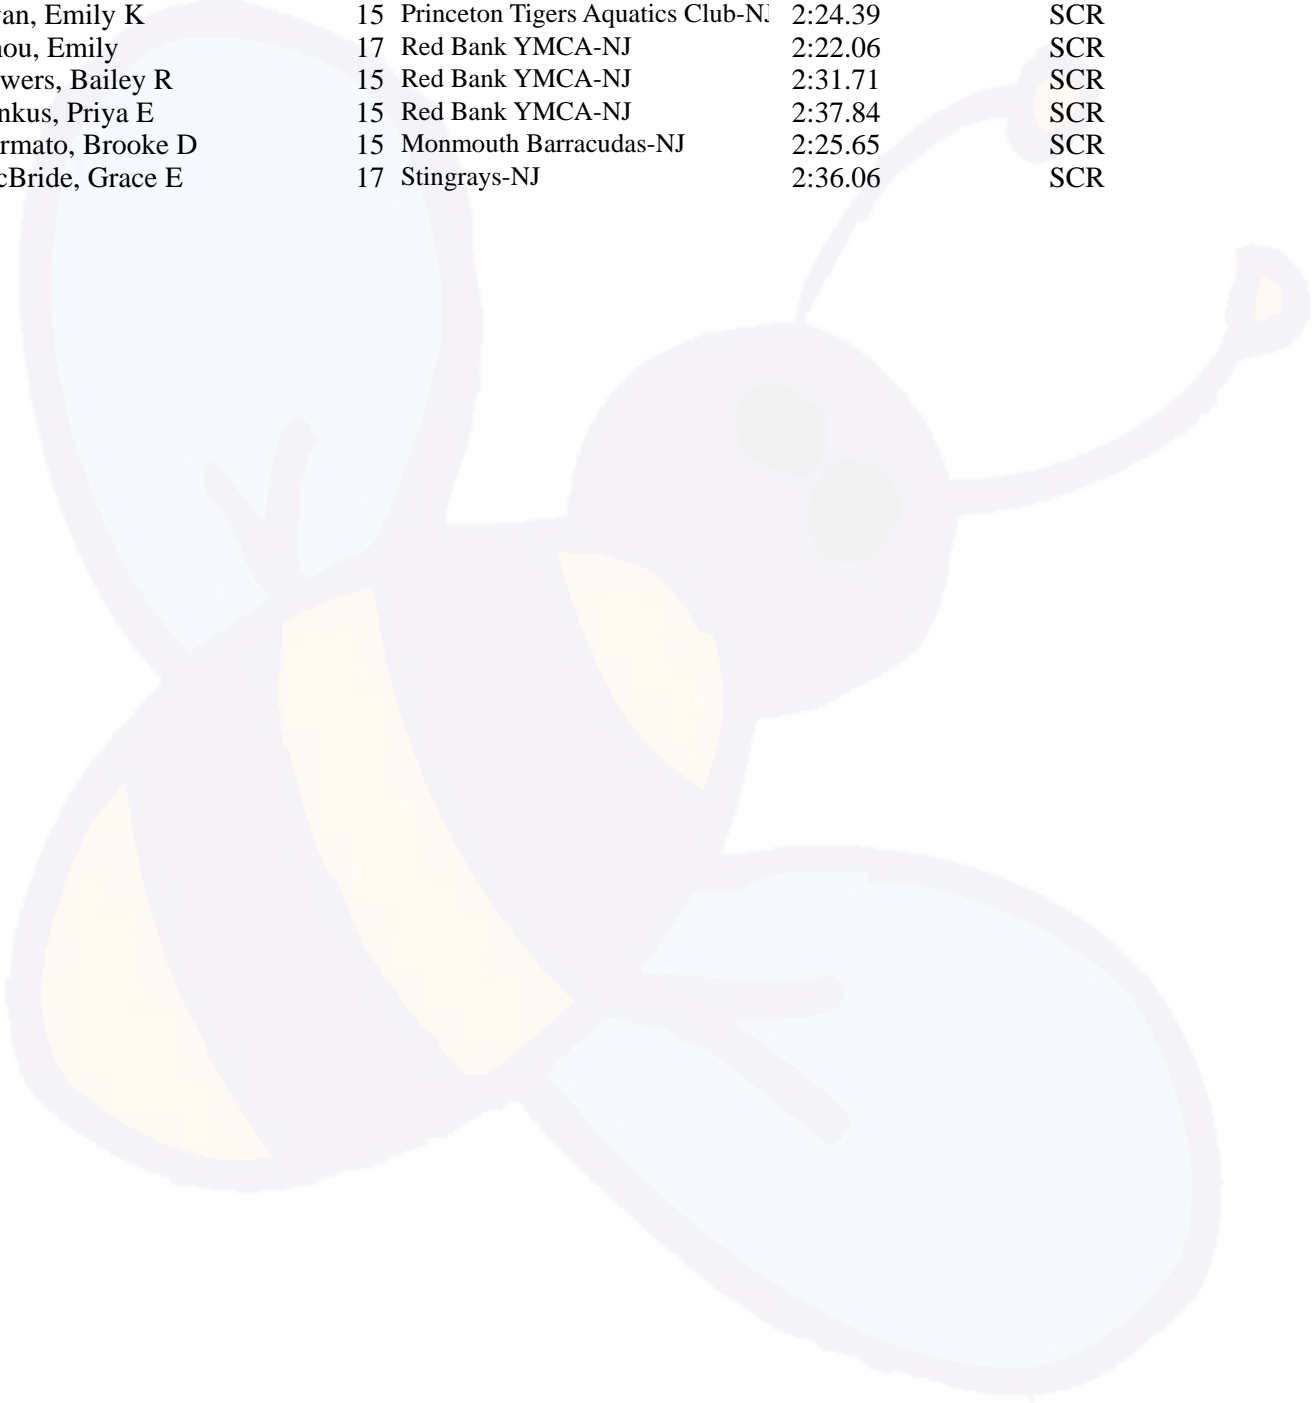 van, Emily K 15 Princeton Tigers Aquatics Club-NJ 2:24.39 SCR
hou, Emily 17 Red Bank YMCA-NJ 2:22.06 SCR
wers, Bailey R 15 Red Bank YMCA-NJ 2:31.71 SCR
nkus, Priya E 15 Red Bank YMCA-NJ 2:37.84 SCR
rmato, Brooke D 15 Monmouth Barracudas-NJ 2:25.65 SCR
cBride, Grace E 17 Stingrays-NJ 2:36.06 SCR